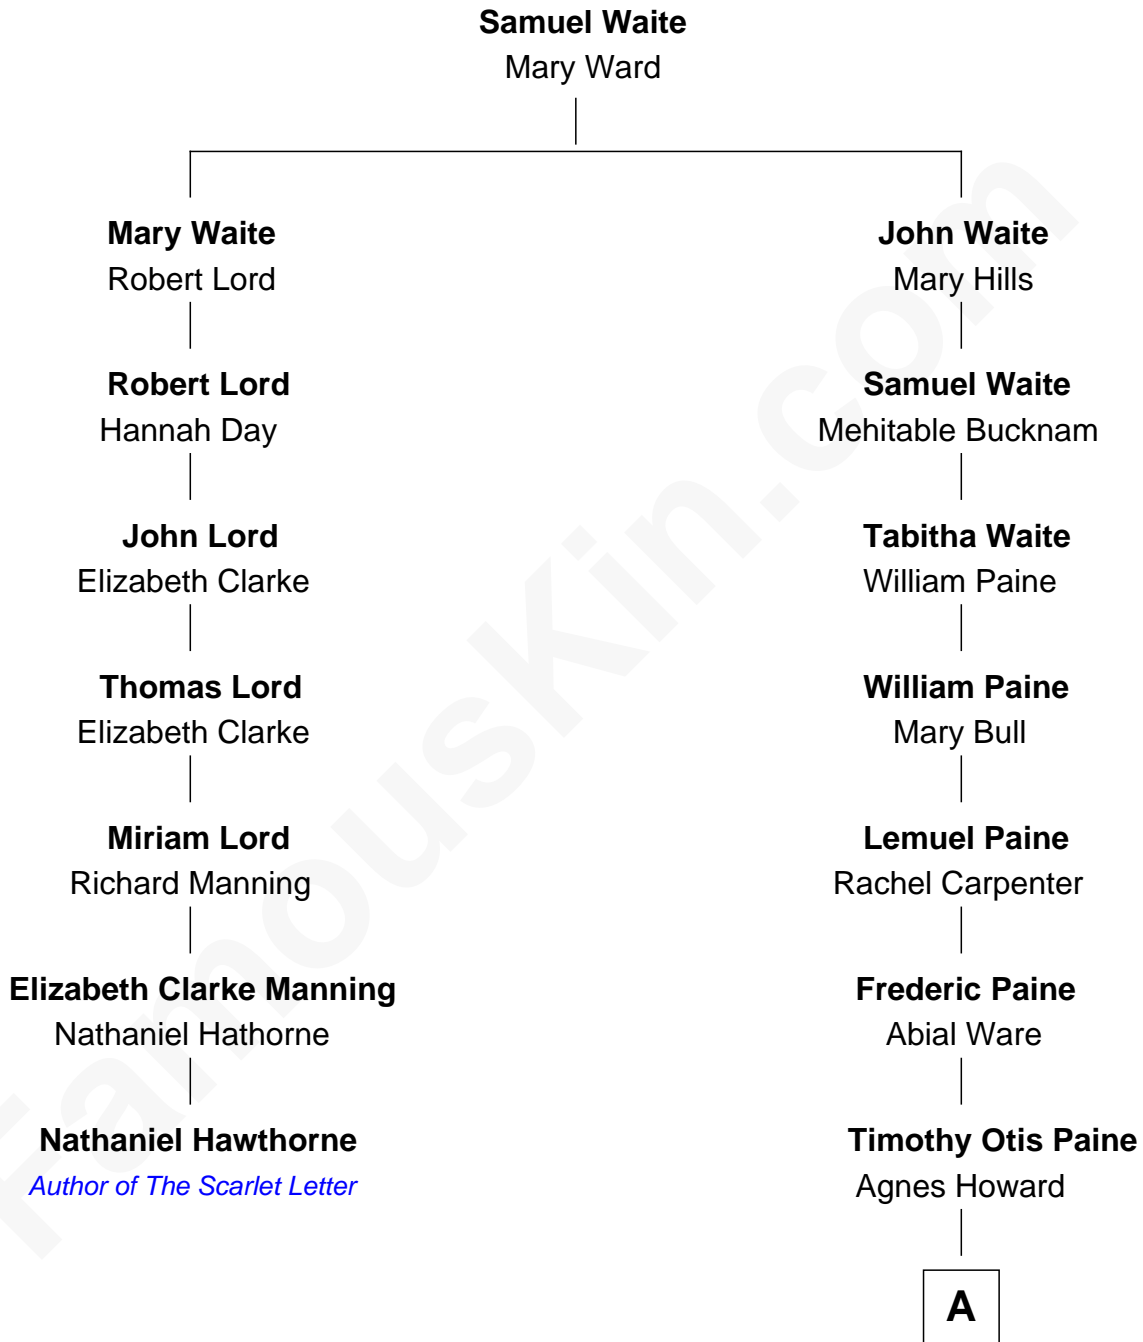 Samuel Waite
Mary Ward
Mary Waite
Robert Lord
John Waite
Mary Hills
Robert Lord
Hannah Day
Samuel Waite
Mehitable Bucknam
John Lord
Elizabeth Clarke
Tabitha Waite
William Paine
Thomas Lord
Elizabeth Clarke
William Paine
Mary Bull
Miriam Lord
Richard Manning
Lemuel Paine
Rachel Carpenter
Elizabeth Clarke Manning
Nathaniel Hathorne
Frederic Paine
Abial Ware
Nathaniel Hawthorne
Author of The Scarlet Letter
Timothy Otis Paine
Agnes Howard
A
FamousKin.com